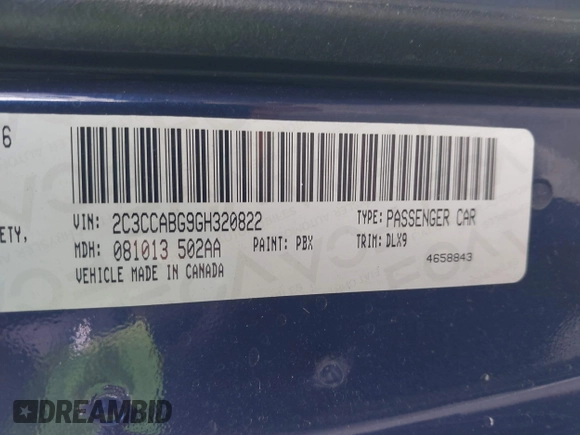 6
ETY,
VIN: 2C3CCABG9GH320822
TYPE: PASSENGER CAR
MDH: 081013 502AA
PAINT: PBX
TRIM: DLX9
VEHICLE MADE IN CANADA
4658843
DREAMBID